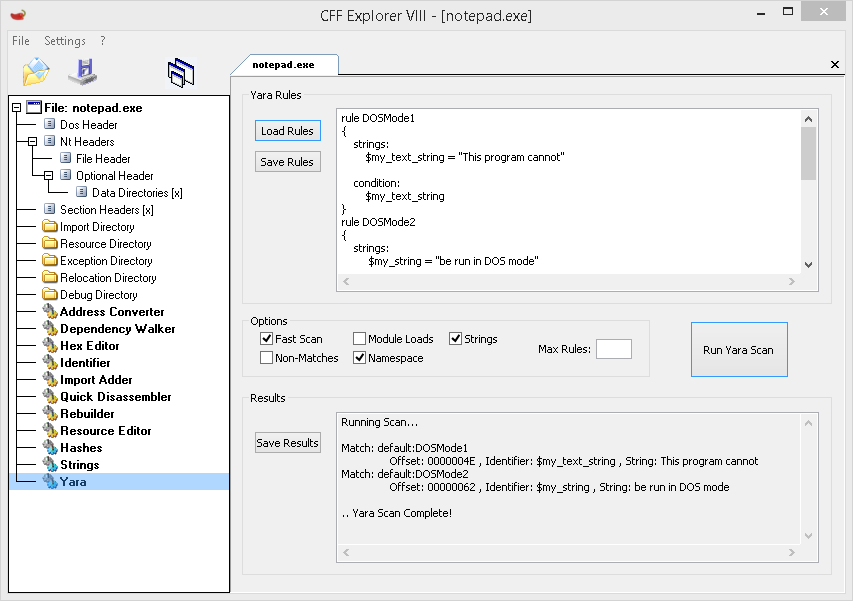 CFF Explorer VIII - [notepad.exe]
File Settings ?
notepad.exe
File: notepad.exe
Dos Header
Nt Headers
File Header
Optional Header
Data Directories [x]
Section Headers [x]
Import Directory
Resource Directory
Exception Directory
Relocation Directory
Debug Directory
Address Converter
Dependency Walker
Hex Editor
Identifier
Import Adder
Quick Disassembler
Rebuilder
Resource Editor
Hashes
Strings
Yara
Yara Rules
Load Rules
Save Rules
rule DOSMode1
{
strings:
$my_text_string = "This program cannot"
condition:
$my_text_string
}
rule DOSMode2
{
strings:
$my_string = "be run in DOS mode"
Options
Fast Scan Module Loads Strings
Non-Matches Namespace
Max Rules:
Run Yara Scan
Results
Save Results
Running Scan...
Match: default:DOSMode1
Offset: 0000004E , Identifier: $my_text_string , String: This program cannot
Match: default:DOSMode2
Offset: 00000062 , Identifier: $my_string , String: be run in DOS mode
.. Yara Scan Complete!